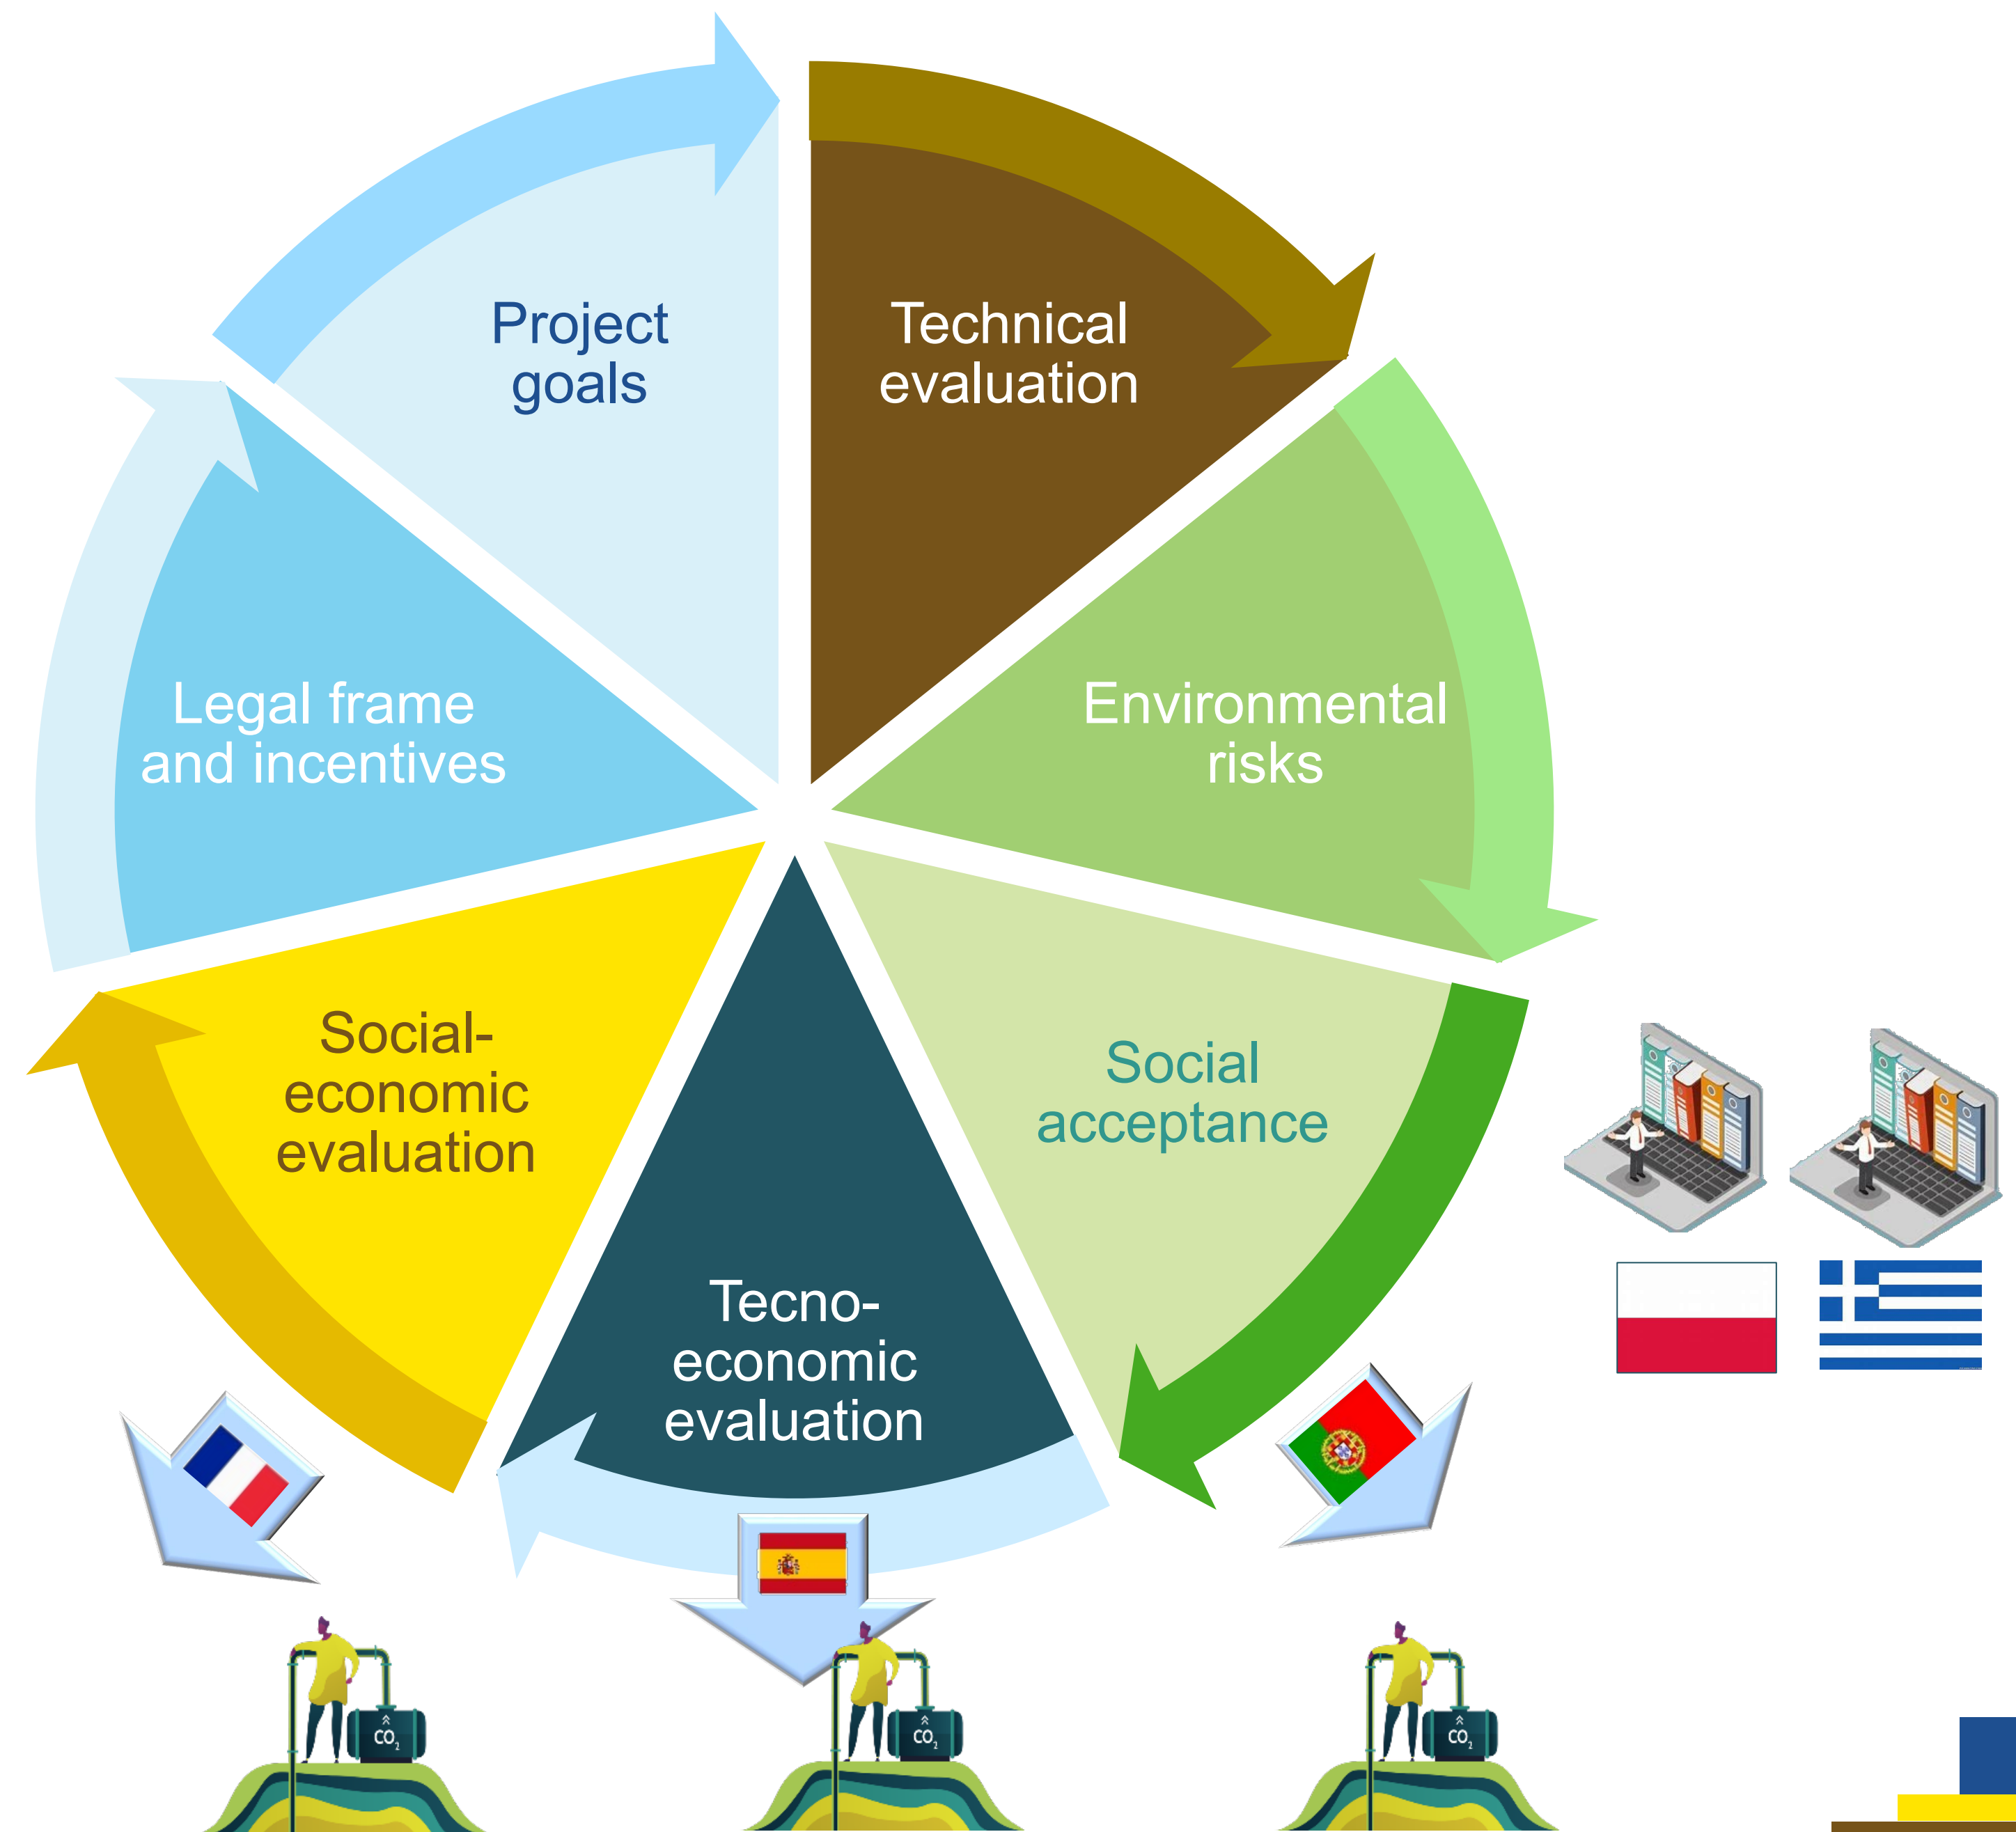 Project
goals
Technical
evaluation
Legal frame
and incentives
Environmental
risks
Social-
economic
evaluation
Social
acceptance
Tecno-
economic
evaluation
CO2
CO2
CO2